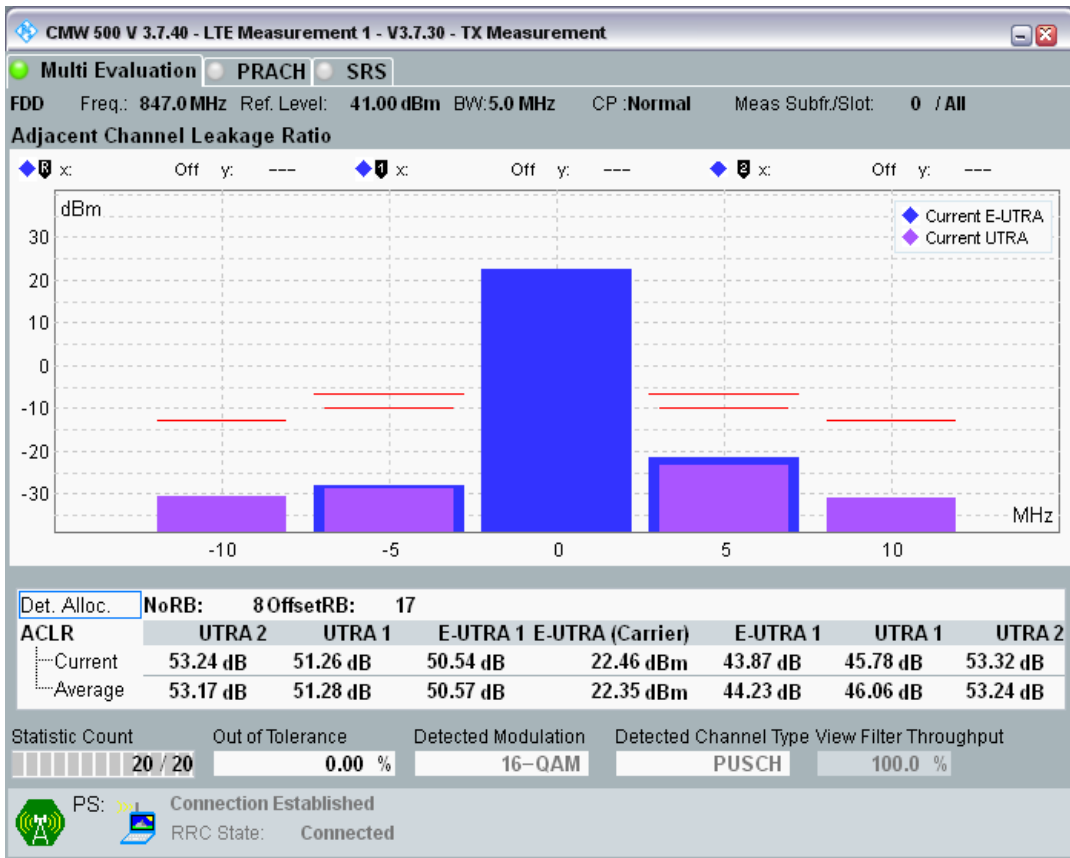 CMW 500 V 3.7.40 - LTE Measurement 1 - V3.7.30 - TX Measurement
Multi Evaluation PRACH SRS
FDD Freq.: 847.0 MHz Ref. Level: 41.00 dBm BW:5.0 MHz CP :Normal Meas Subfr./Slot: 0 / All
Adjacent Channel Leakage Ratio
R x: Off y: --- 1 x: Off y: --- 2 x: Off y: ---
dBm
Current E-UTRA
Current UTRA
30
20
10
0
-10
-20
-30
MHz
-10 -5 0 5 10
Det. Alloc. NoRB: 8 OffsetRB: 17
ACLR UTRA 2 UTRA 1 E-UTRA 1 E-UTRA (Carrier) E-UTRA 1 UTRA 1 UTRA 2
Current 53.24 dB 51.26 dB 50.54 dB 22.46 dBm 43.87 dB 45.78 dB 53.32 dB
Average 53.17 dB 51.28 dB 50.57 dB 22.35 dBm 44.23 dB 46.06 dB 53.24 dB
Statistic Count Out of Tolerance Detected Modulation Detected Channel Type View Filter Throughput
20 / 20 0.00 % 16-QAM PUSCH 100.0 %
PS: Connection Established
RRC State: Connected